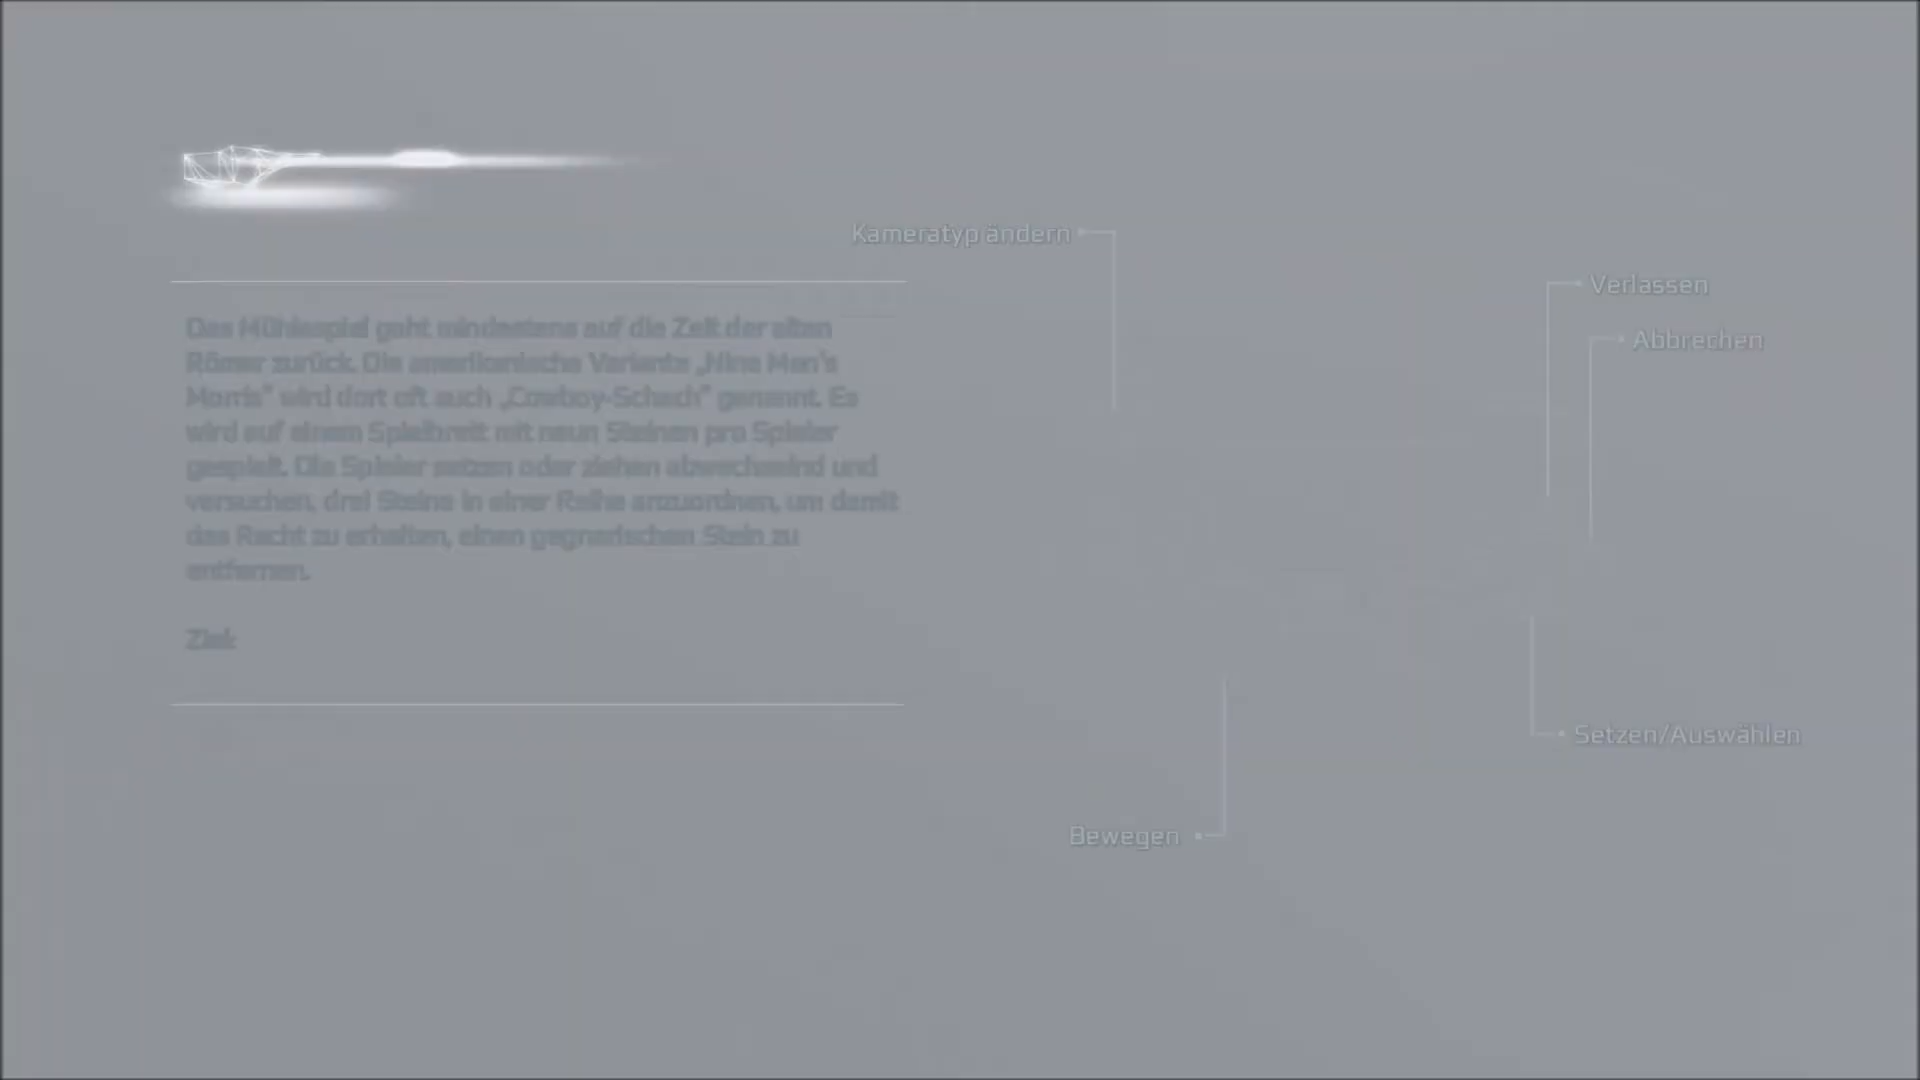 Kameratyp ändern
Verlassen
Abbrechen
Das Mühlespiel geht mindestens auf die Zeit der alten
Römer zurück. Die amerikanische Variante „Nine Men's
Morris" wird dort oft auch „Cowboy-Schach" genannt. Es
wird auf einem Spielbrett mit neun Steinen pro Spieler
gespielt. Die Spieler setzen oder ziehen abwechselnd und
versuchen, drei Steine in einer Reihe anzuordnen, um damit
das Recht zu erhalten, einen gegnerischen Stein zu
entfernen.
Ziel:
Setzen/Auswählen
Bewegen